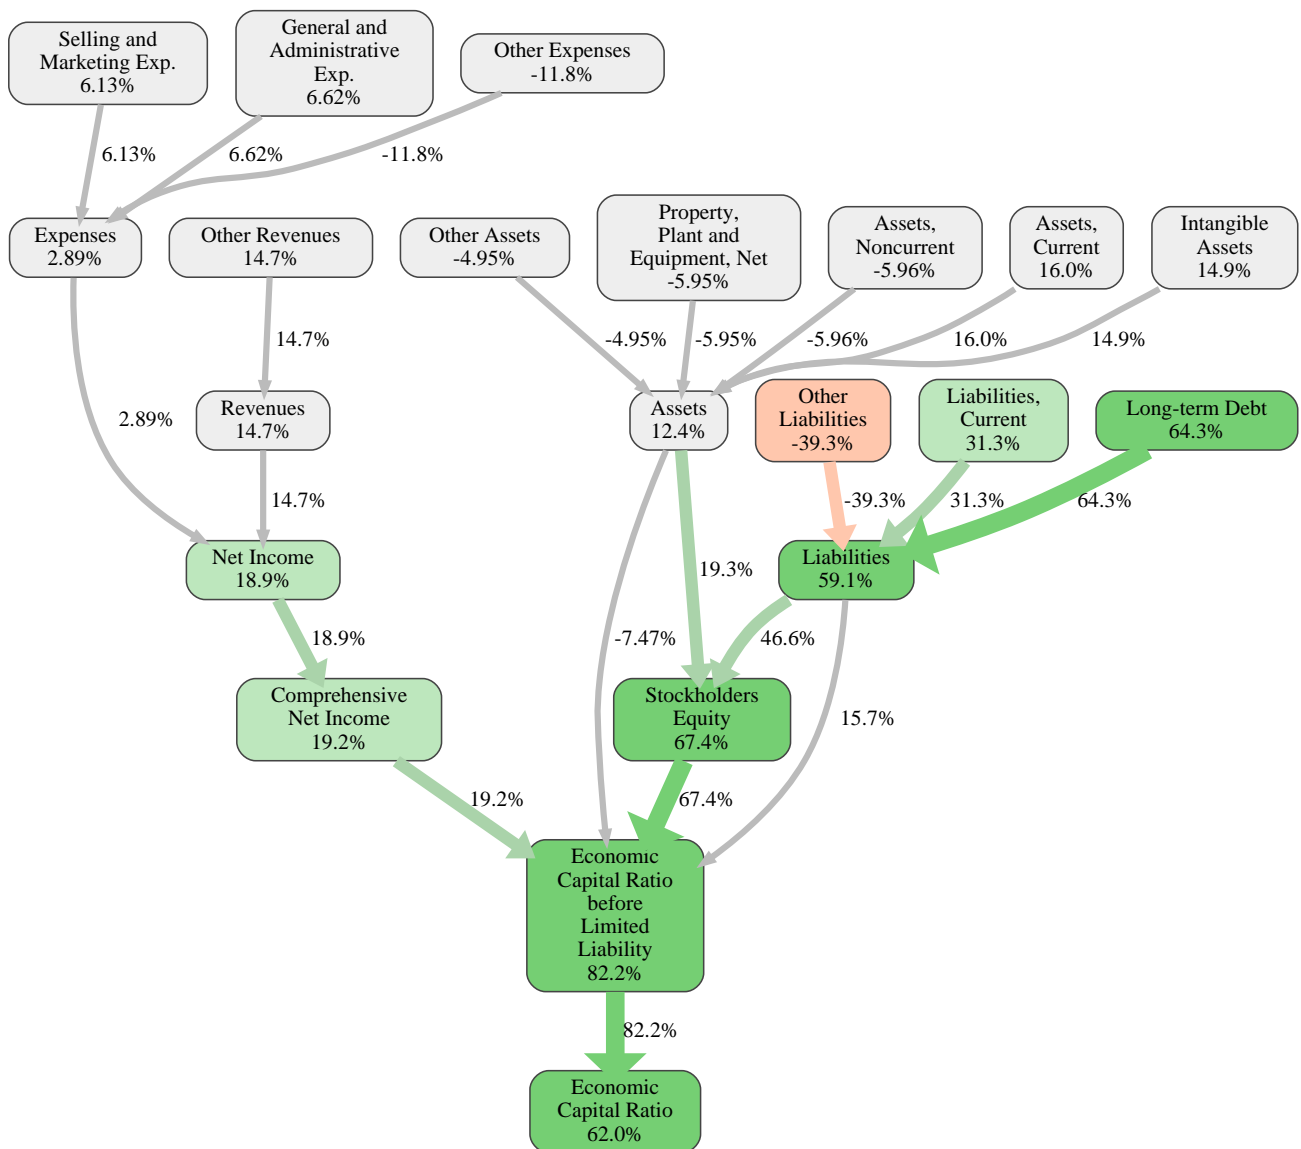 Selling and
Marketing Exp.
6.13%
General and
Administrative
Exp.
6.62%
Other Expenses
-11.8%
6.13%
6.62%
-11.8%
Expenses
2.89%
Other Revenues
14.7%
Other Assets
-4.95%
Property,
Plant and
Equipment, Net
-5.95%
Assets,
Noncurrent
-5.96%
Assets,
Current
16.0%
Intangible
Assets
14.9%
14.7%
-4.95%
-5.95%
-5.96%
16.0%
14.9%
2.89%
Revenues
14.7%
Assets
12.4%
Other
Liabilities
-39.3%
Liabilities,
Current
31.3%
Long-term Debt
64.3%
14.7%
-39.3%
31.3%
64.3%
Net Income
18.9%
19.3%
Liabilities
59.1%
18.9%
-7.47%
46.6%
Comprehensive
Net Income
19.2%
Stockholders
Equity
67.4%
15.7%
19.2%
67.4%
Economic
Capital Ratio
before
Limited
Liability
82.2%
82.2%
Economic
Capital Ratio
62.0%